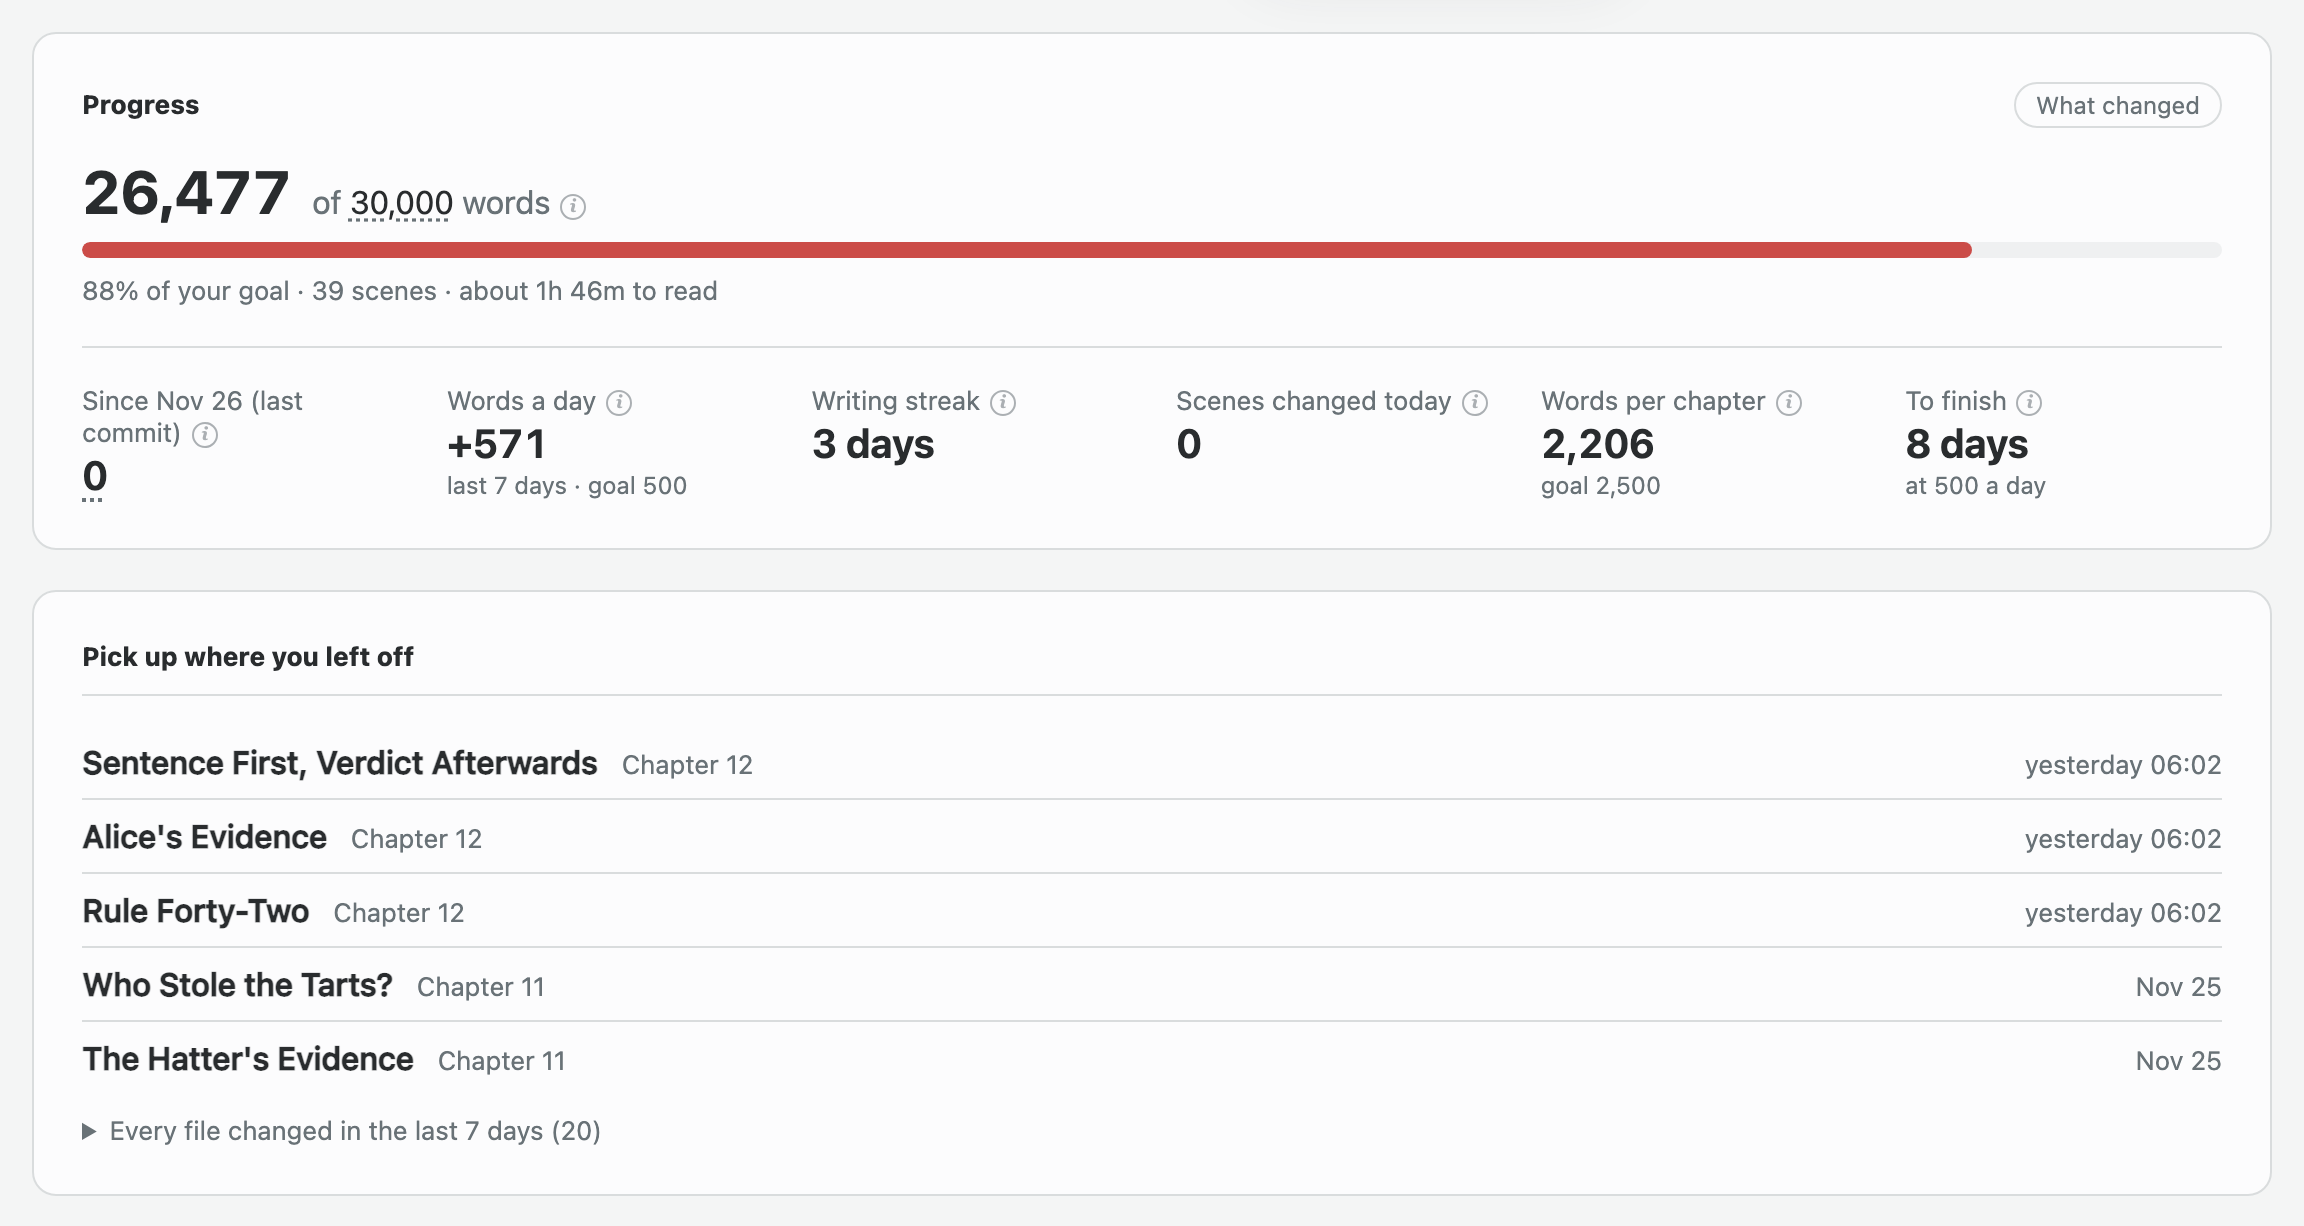 Progress
What changed
26,477 of 30,000 words
88% of your goal · 39 scenes · about 1h 46m to read
Since Nov 26 (last
commit)
0
Words a day
+571
last 7 days · goal 500
Writing streak
3 days
Scenes changed today
0
Words per chapter
2,206
goal 2,500
To finish
8 days
at 500 a day
Pick up where you left off
Sentence First, Verdict Afterwards Chapter 12 yesterday 06:02
Alice's Evidence Chapter 12 yesterday 06:02
Rule Forty-Two Chapter 12 yesterday 06:02
Who Stole the Tarts? Chapter 11 Nov 25
The Hatter's Evidence Chapter 11 Nov 25
Every file changed in the last 7 days (20)